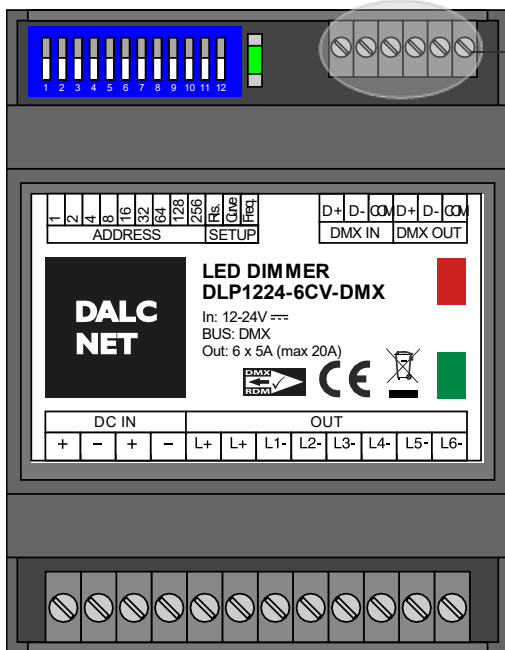 1 2 3 4 5 6 7 8 9 10 11 12
1 2 4 8 16 32 64 128 256 Rs. Curve Freq. D+ D- COM D+ D- COM
ADDRESS SETUP DMX IN DMX OUT
DALC
NET
LED DIMMER
DLP1224-6CV-DMX
In: 12-24V
BUS: DMX
Out: 6 x 5A (max 20A)
DMX
RDM
CE
DC IN OUT
+ − + − L+ L+ L1- L2- L3- L4- L5- L6-